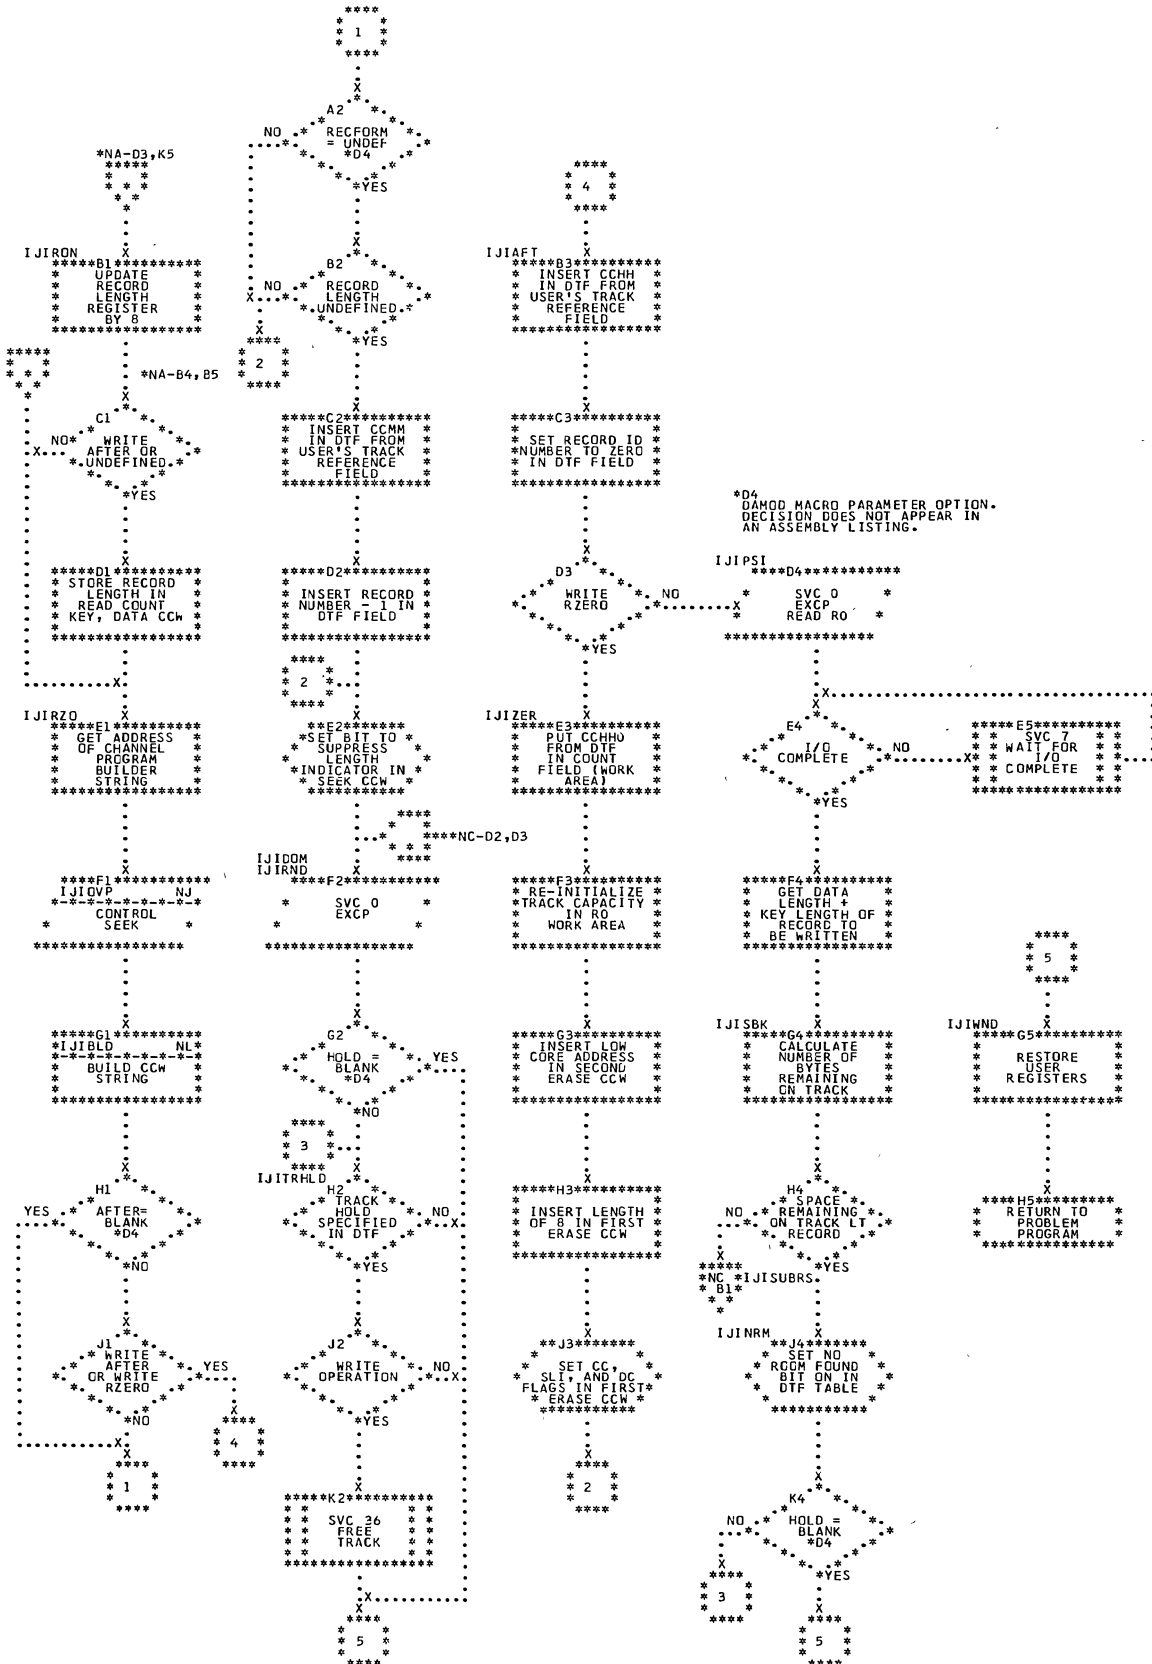 1
A2
RECFORM
= UNDEF
*D4
NO
YES
*NA-D3,K5
IJIRON
B1
UPDATE
RECORD
LENGTH
REGISTER
BY 8
*NA-B4,B5
C1
WRITE
AFTER OR
UNDEFINED
NO
YES
D1
STORE RECORD
LENGTH IN
READ COUNT
KEY, DATA CCW
IJIRZO
E1
GET ADDRESS
OF CHANNEL
PROGRAM
BUILDER
STRING
F1
IJIOVP NJ
CONTROL
SEEK
G1
IJIBLD NL
BUILD CCW
STRING
H1
AFTER=
BLANK
*D4
YES
NO
J1
WRITE
AFTER
OR WRITE
RZERO
YES
NO
4
1
B2
RECORD
LENGTH
UNDEFINED
NO
YES
2
C2
INSERT CCMM
IN DTF FROM
USER'S TRACK
REFERENCE
FIELD
D2
INSERT RECORD
NUMBER - 1 IN
DTF FIELD
2
E2
SET BIT TO
SUPPRESS
LENGTH
INDICATOR IN
SEEK CCW
NC-D2,D3
IJIDOM
IJIRND
F2
SVC 0
EXCP
G2
HOLD =
BLANK
*D4
YES
NO
3
IJITRHLD
H2
TRACK
HOLD
SPECIFIED
IN DTF
NO
YES
J2
WRITE
OPERATION
NO
YES
K2
SVC 36
FREE
TRACK
5
4
IJIAFT
B3
INSERT CCHH
IN DTF FROM
USER'S TRACK
REFERENCE
FIELD
C3
SET RECORD ID
NUMBER TO ZERO
IN DTF FIELD
D3
WRITE
RZERO
NO
YES
IJIZER
E3
PUT CCHH0
FROM DTF
IN COUNT
FIELD (WORK
AREA)
F3
RE-INITIALIZE
TRACK CAPACITY
IN RO
WORK AREA
G3
INSERT LOW
CORE ADDRESS
IN SECOND
ERASE CCW
H3
INSERT LENGTH
OF 8 IN FIRST
ERASE CCW
J3
SET CC,
SLI, AND DC
FLAGS IN FIRST
ERASE CCW
2
*D4
DAMOD MACRO PARAMETER OPTION.
DECISION DOES NOT APPEAR IN
AN ASSEMBLY LISTING.
IJIPSI
D4
SVC 0
EXCP
READ RO
E4
I/O
COMPLETE
NO
YES
E5
SVC 7
WAIT FOR
I/O
COMPLETE
F4
GET DATA
LENGTH +
KEY LENGTH OF
RECORD TO
BE WRITTEN
IJISBK
G4
CALCULATE
NUMBER OF
BYTES
REMAINING
ON TRACK
H4
SPACE
REMAINING
ON TRACK LT
RECORD
NO
YES
*NC
B1*
*IJISUBRS
IJINRM
J4
SET NO
ROOM FOUND
BIT ON IN
DTF TABLE
K4
HOLD =
BLANK
*D4
NO
YES
3
5
5
IJIWND
G5
RESTORE
USER
REGISTERS
H5
RETURN TO
PROBLEM
PROGRAM